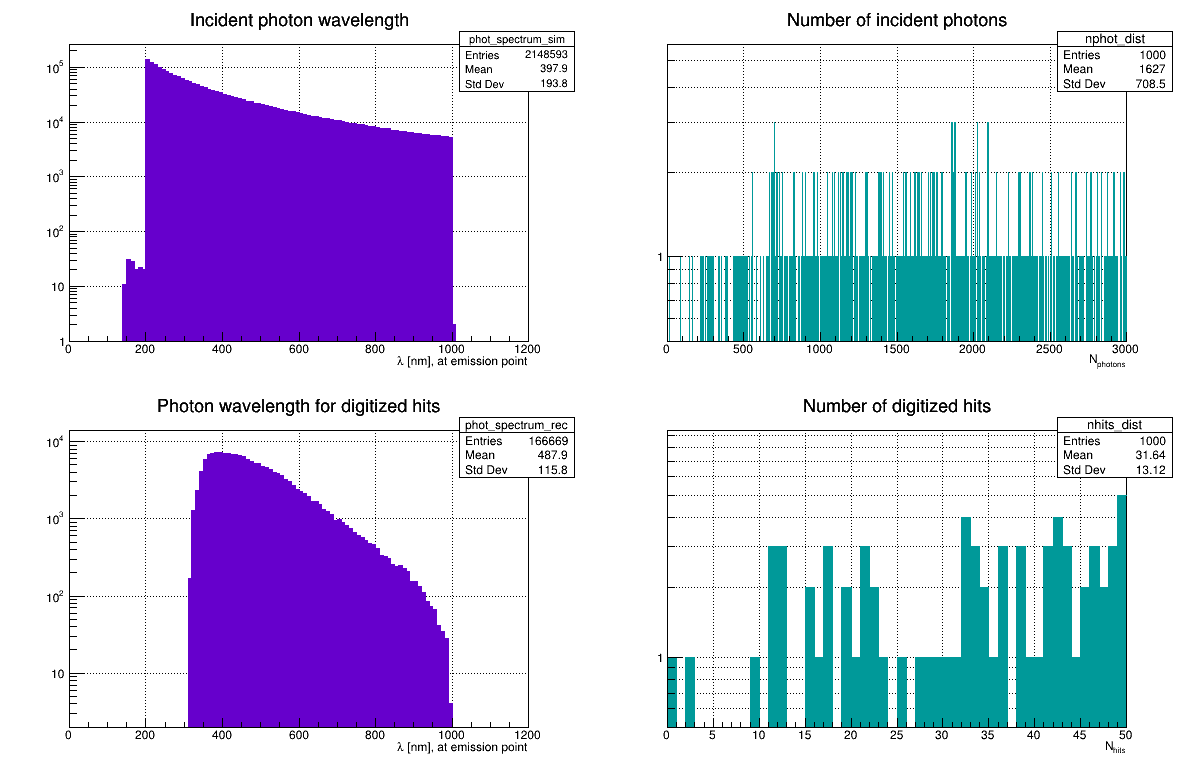 Incident photon wavelength
phot_spectrum_sim
Entries 2148593
Mean 397.9
Std Dev 193.8
10^5
10^4
10^3
10^2
10
1
0 200 400 600 800 1000 1200
λ [nm], at emission point
Number of incident photons
nphot_dist
Entries 1000
Mean 1627
Std Dev 708.5
1
0 500 1000 1500 2000 2500 3000
N_photons
Photon wavelength for digitized hits
phot_spectrum_rec
Entries 166669
Mean 487.9
Std Dev 115.8
10^4
10^3
10^2
10
0 200 400 600 800 1000 1200
λ [nm], at emission point
Number of digitized hits
nhits_dist
Entries 1000
Mean 31.64
Std Dev 13.12
1
0 5 10 15 20 25 30 35 40 45 50
N_hits